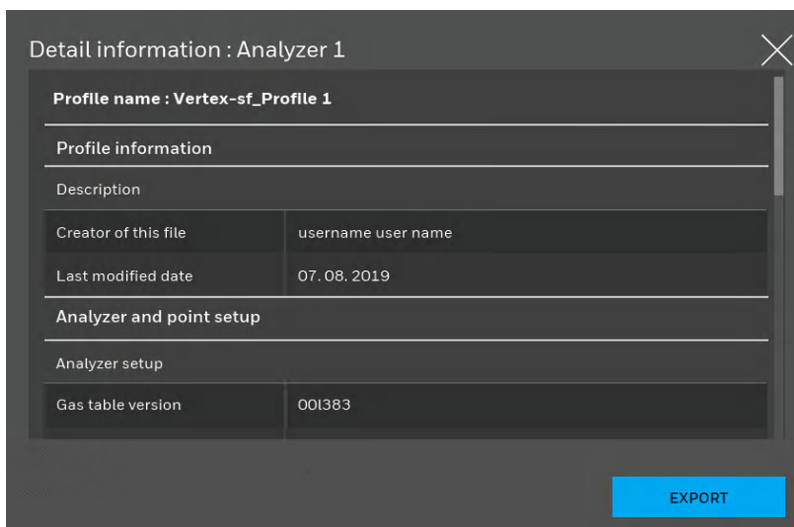 Detail information : Analyzer 1
Profile name : Vertex-sf_Profile 1
Profile information
Description
Creator of this file username user name
Last modified date 07. 08. 2019
Analyzer and point setup
Analyzer setup
Gas table version 00l383
EXPORT